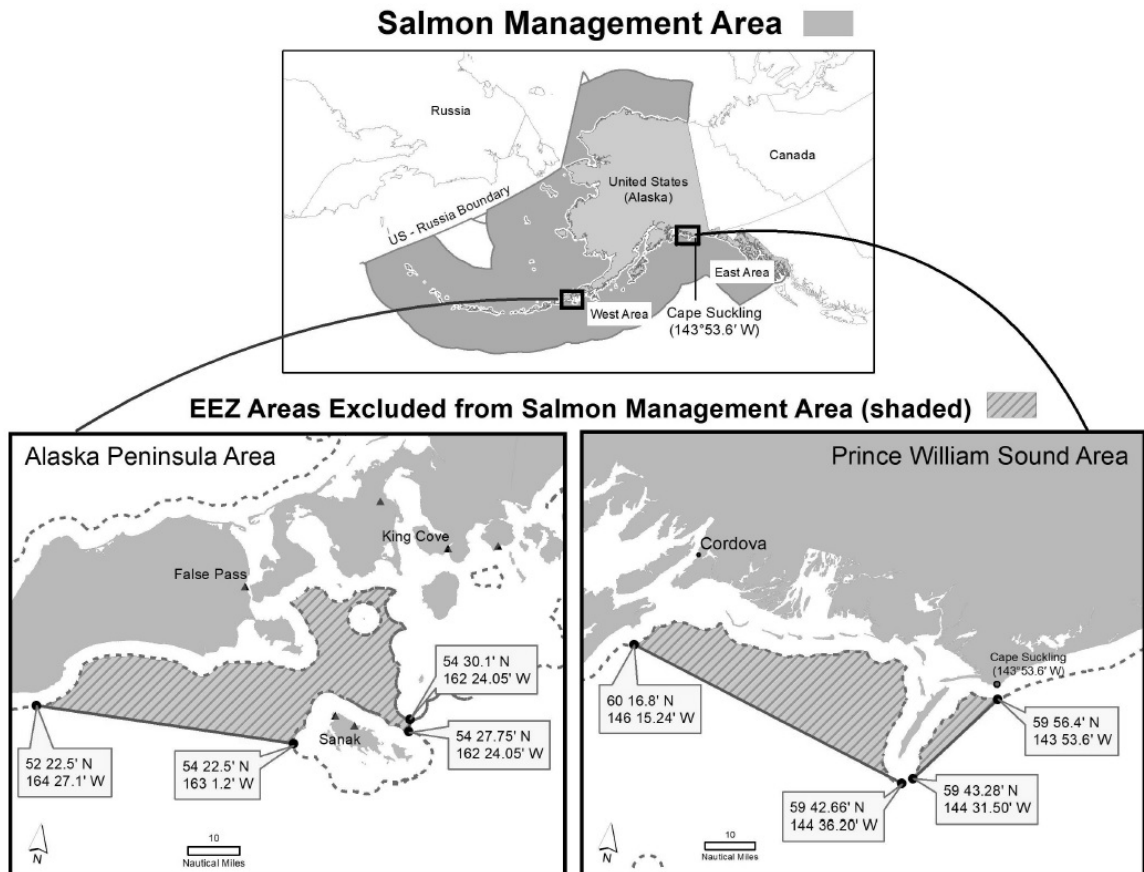 Salmon Management Area
Russia
Canada
United States
(Alaska)
US - Russia Boundary
East Area
West Area
Cape Suckling
(143°53.6' W)
EEZ Areas Excluded from Salmon Management Area (shaded)
Alaska Peninsula Area
King Cove
False Pass
54 30.1' N
162 24.05' W
Sanak
54 27.75' N
162 24.05' W
52 22.5' N
164 27.1' W
54 22.5' N
163 1.2' W
N
10
Nautical Miles
Prince William Sound Area
Cordova
Cape Suckling
(143°53.6' W)
60 16.8' N
146 15.24' W
59 56.4' N
143 53.6' W
59 43.28' N
144 31.50' W
59 42.66' N
144 36.20' W
N
10
Nautical Miles